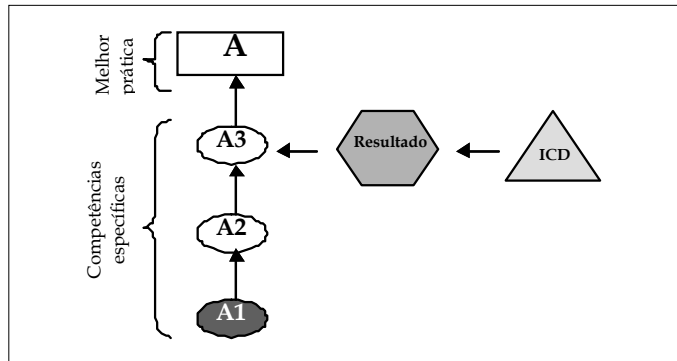 Melhor
prática
A
Competências
específicas
A3
Resultado
ICD
A2
A1